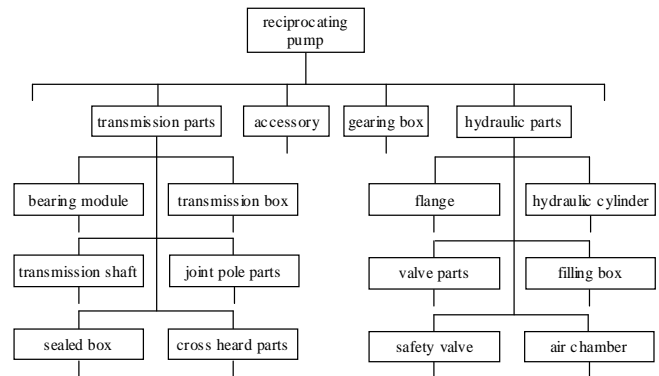 reciprocating
pump
transmission parts
accessory
gearing box
hydraulic parts
bearing module
transmission box
flange
hydraulic cylinder
transmission shaft
joint pole parts
valve parts
filling box
sealed box
cross heard parts
safety valve
air chamber